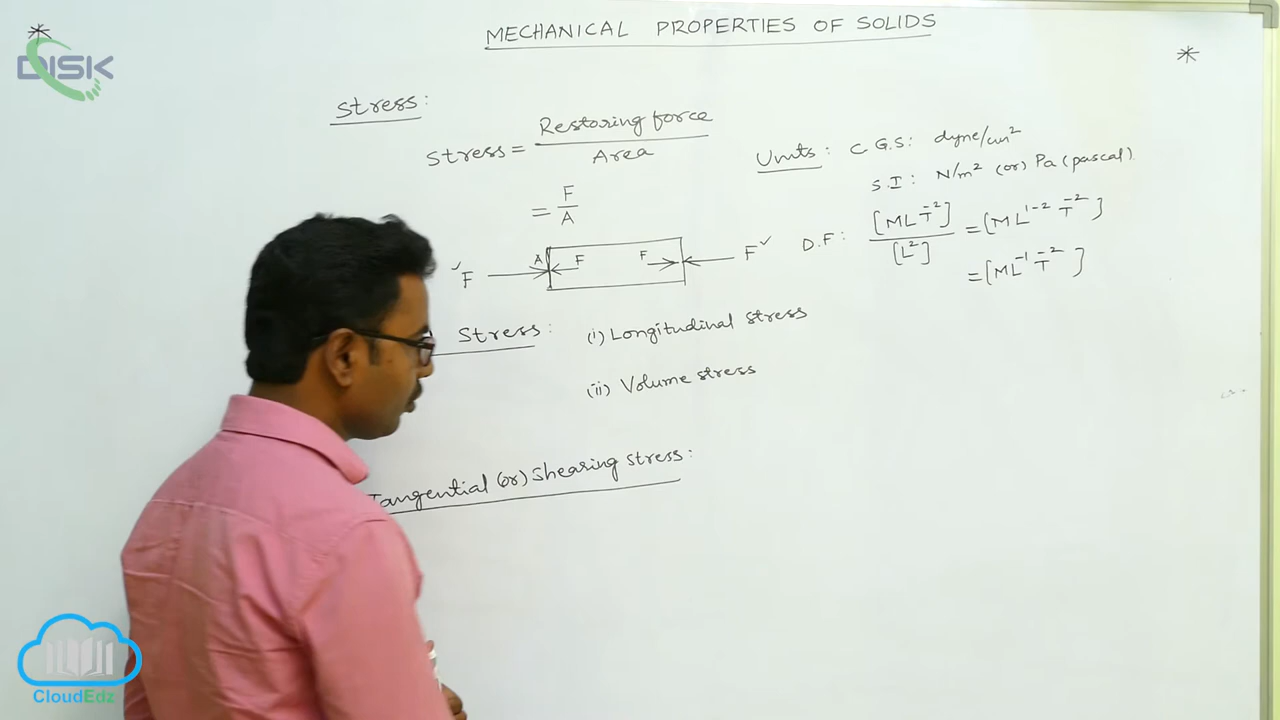 MECHANICAL PROPERTIES OF SOLIDS
DISK
Stress:
Stress = Restoring force / Area
= F / A
Units: C.G.S: dyne/cm²
S.I: N/m² (or) Pa (pascal)
D.F: [MLT⁻²] / [L²] = [ML¹⁻² T⁻²]
= [ML⁻¹ T⁻²]
F A F F F
Stress: (i) Longitudinal stress
(ii) Volume stress
Tangential (or) Shearing stress:
CloudEdz